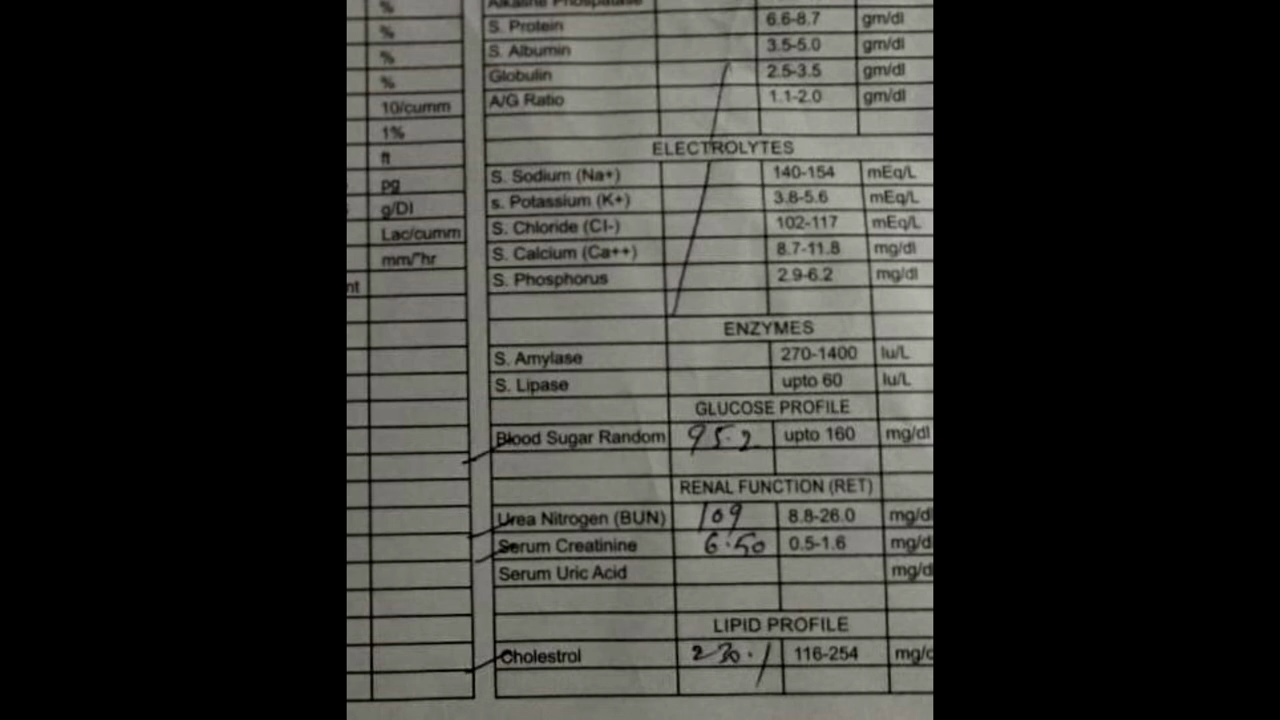 %
%
%
%
10/cumm
1%
ft
pg
g/Dl
Lac/cumm
mm/"hr
nt
Alkaline Phospatase
S. Protein 6.6-8.7 gm/dl
S. Albumin 3.5-5.0 gm/dl
Globulin 2.5-3.5 gm/dl
A/G Ratio 1.1-2.0 gm/dl
ELECTROLYTES
S. Sodium (Na+) 140-154 mEq/L
s. Potassium (K+) 3.8-5.6 mEq/L
S. Chloride (Cl-) 102-117 mEq/L
S. Calcium (Ca++) 8.7-11.8 mg/dl
S. Phosphorus 2.9-6.2 mg/dl
ENZYMES
S. Amylase 270-1400 Iu/L
S. Lipase upto 60 Iu/L
GLUCOSE PROFILE
Blood Sugar Random 95.2 upto 160 mg/dl
RENAL FUNCTION (RET)
Urea Nitrogen (BUN) 109 8.8-26.0 mg/d
Serum Creatinine 6.50 0.5-1.6 mg/d
Serum Uric Acid mg/d
LIPID PROFILE
Cholestrol 230.1 116-254 mg/d